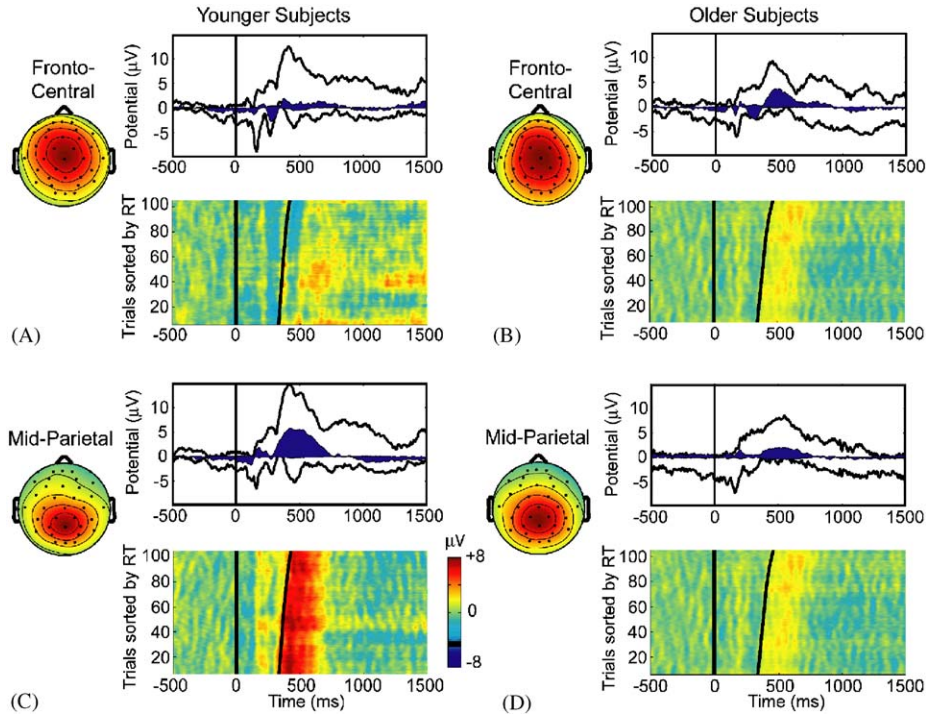 Younger Subjects
Older Subjects
Fronto-
Central
Potential (µV)
10
5
0
-5
-500 0 500 1000 1500
Trials sorted by RT
100
80
60
40
20
-500 0 500 1000 1500
(A)
Fronto-
Central
Potential (µV)
10
5
0
-5
-500 0 500 1000 1500
Trials sorted by RT
100
80
60
40
20
-500 0 500 1000 1500
(B)
Mid-Parietal
Potential (µV)
10
5
0
-5
-500 0 500 1000 1500
Trials sorted by RT
100
80
60
40
20
-500 0 500 1000 1500
Time (ms)
(C)
µV
+8
0
-8
Mid-Parietal
Potential (µV)
10
5
0
-5
-500 0 500 1000 1500
Trials sorted by RT
100
80
60
40
20
-500 0 500 1000 1500
Time (ms)
(D)